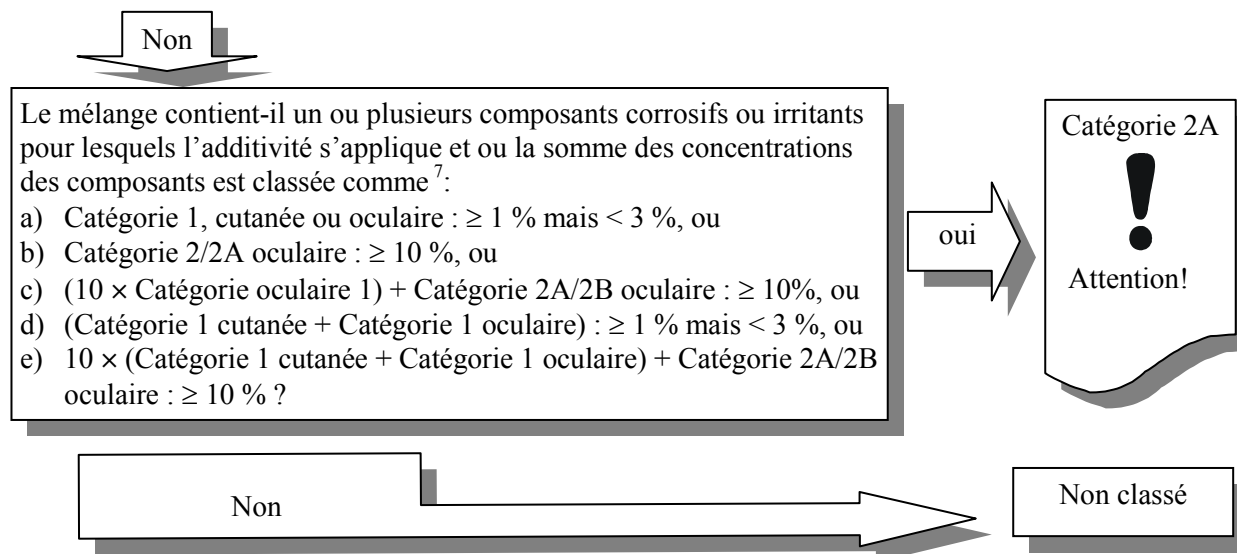 Non
Le mélange contient-il un ou plusieurs composants corrosifs ou irritants
pour lesquels l’additivité s’applique et ou la somme des concentrations
des composants est classée comme 7:
a) Catégorie 1, cutanée ou oculaire : ≥ 1 % mais < 3 %, ou
b) Catégorie 2/2A oculaire : ≥ 10 %, ou
c) (10 × Catégorie oculaire 1) + Catégorie 2A/2B oculaire : ≥ 10%, ou
d) (Catégorie 1 cutanée + Catégorie 1 oculaire) : ≥ 1 % mais < 3 %, ou
e) 10 × (Catégorie 1 cutanée + Catégorie 1 oculaire) + Catégorie 2A/2B
oculaire : ≥ 10 % ?
oui
Catégorie 2A
!
Attention!
Non
Non classé